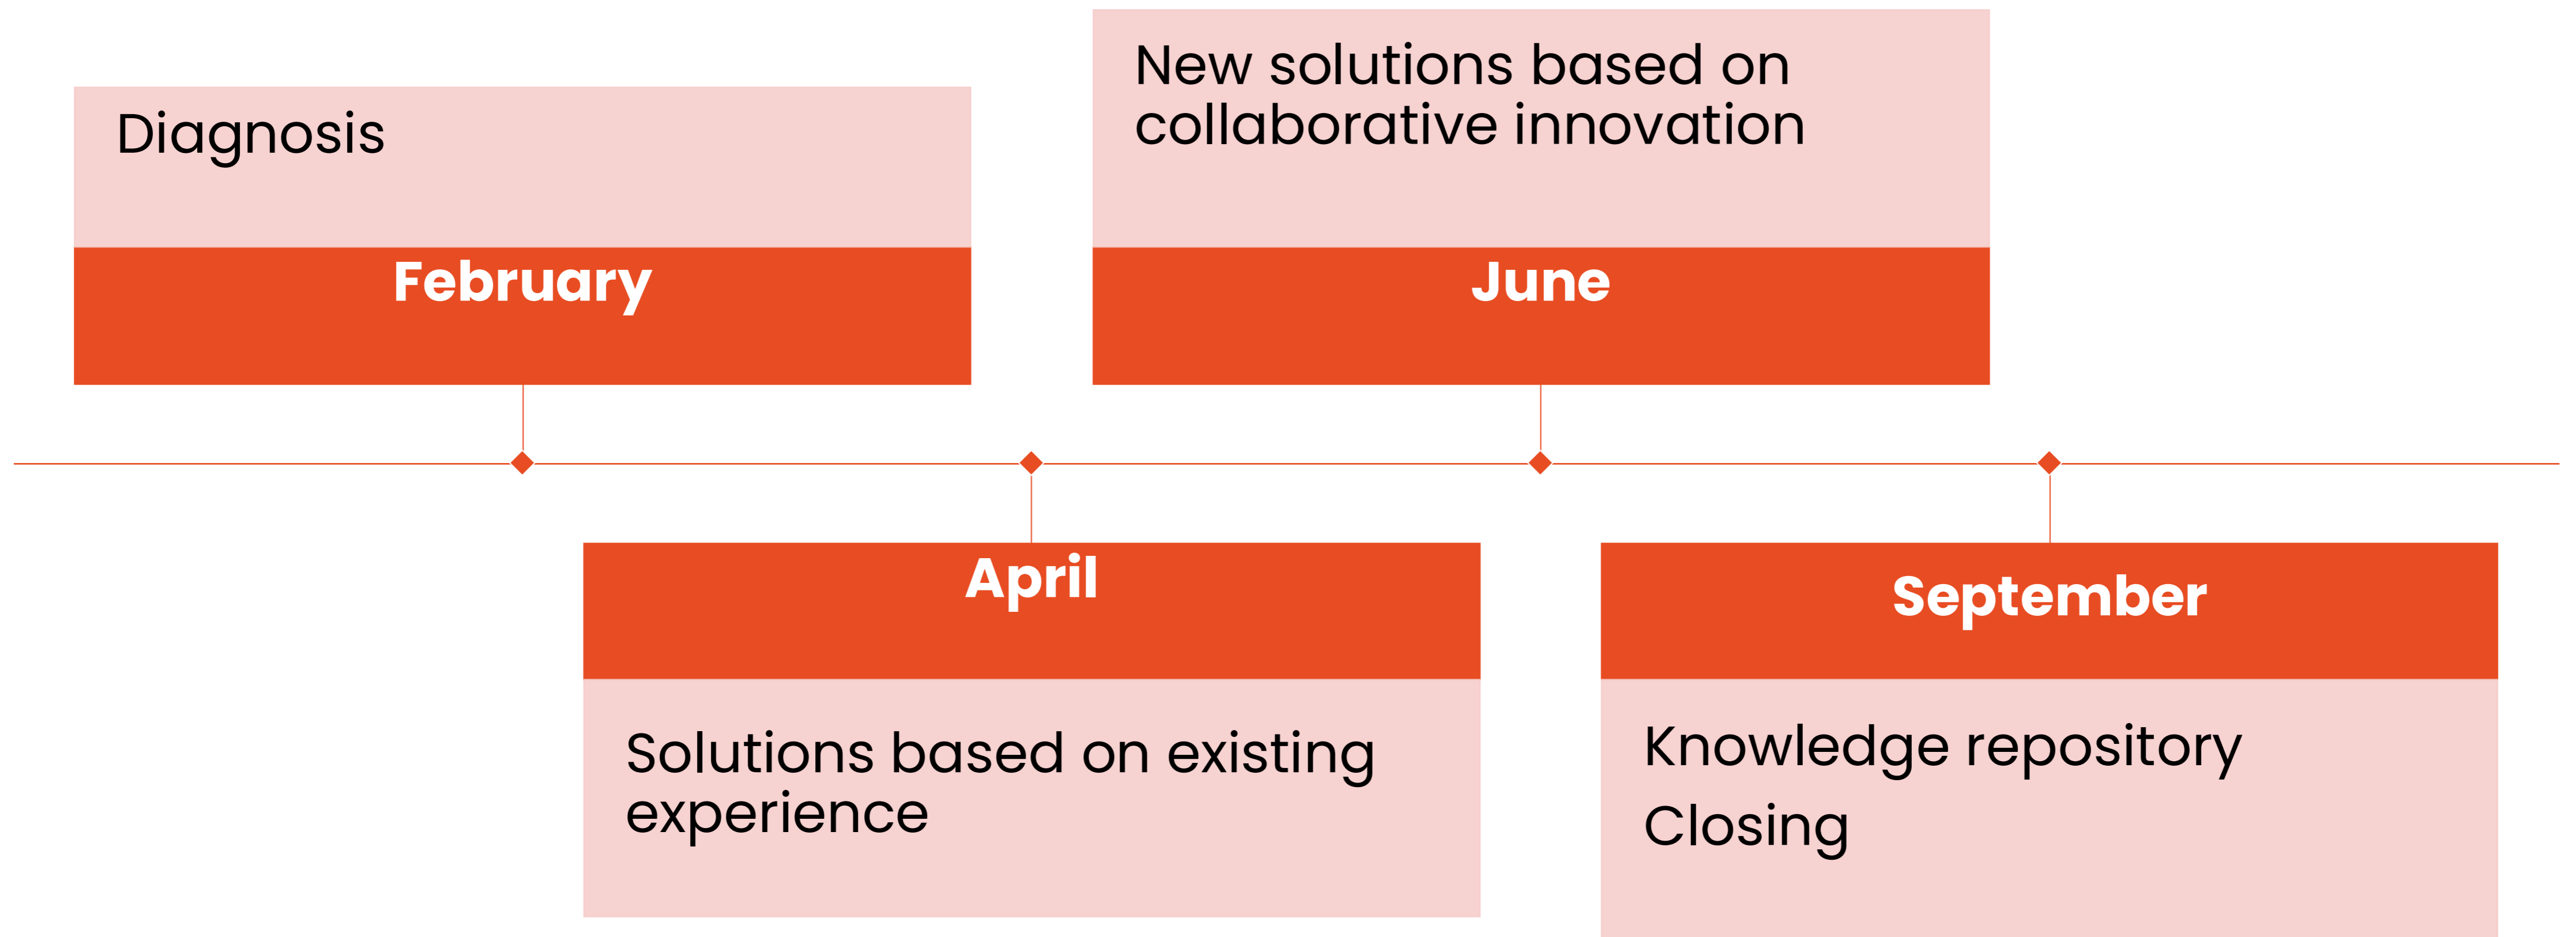 Diagnosis
February
New solutions based on
collaborative innovation
June
April
Solutions based on existing
experience
September
Knowledge repository
Closing